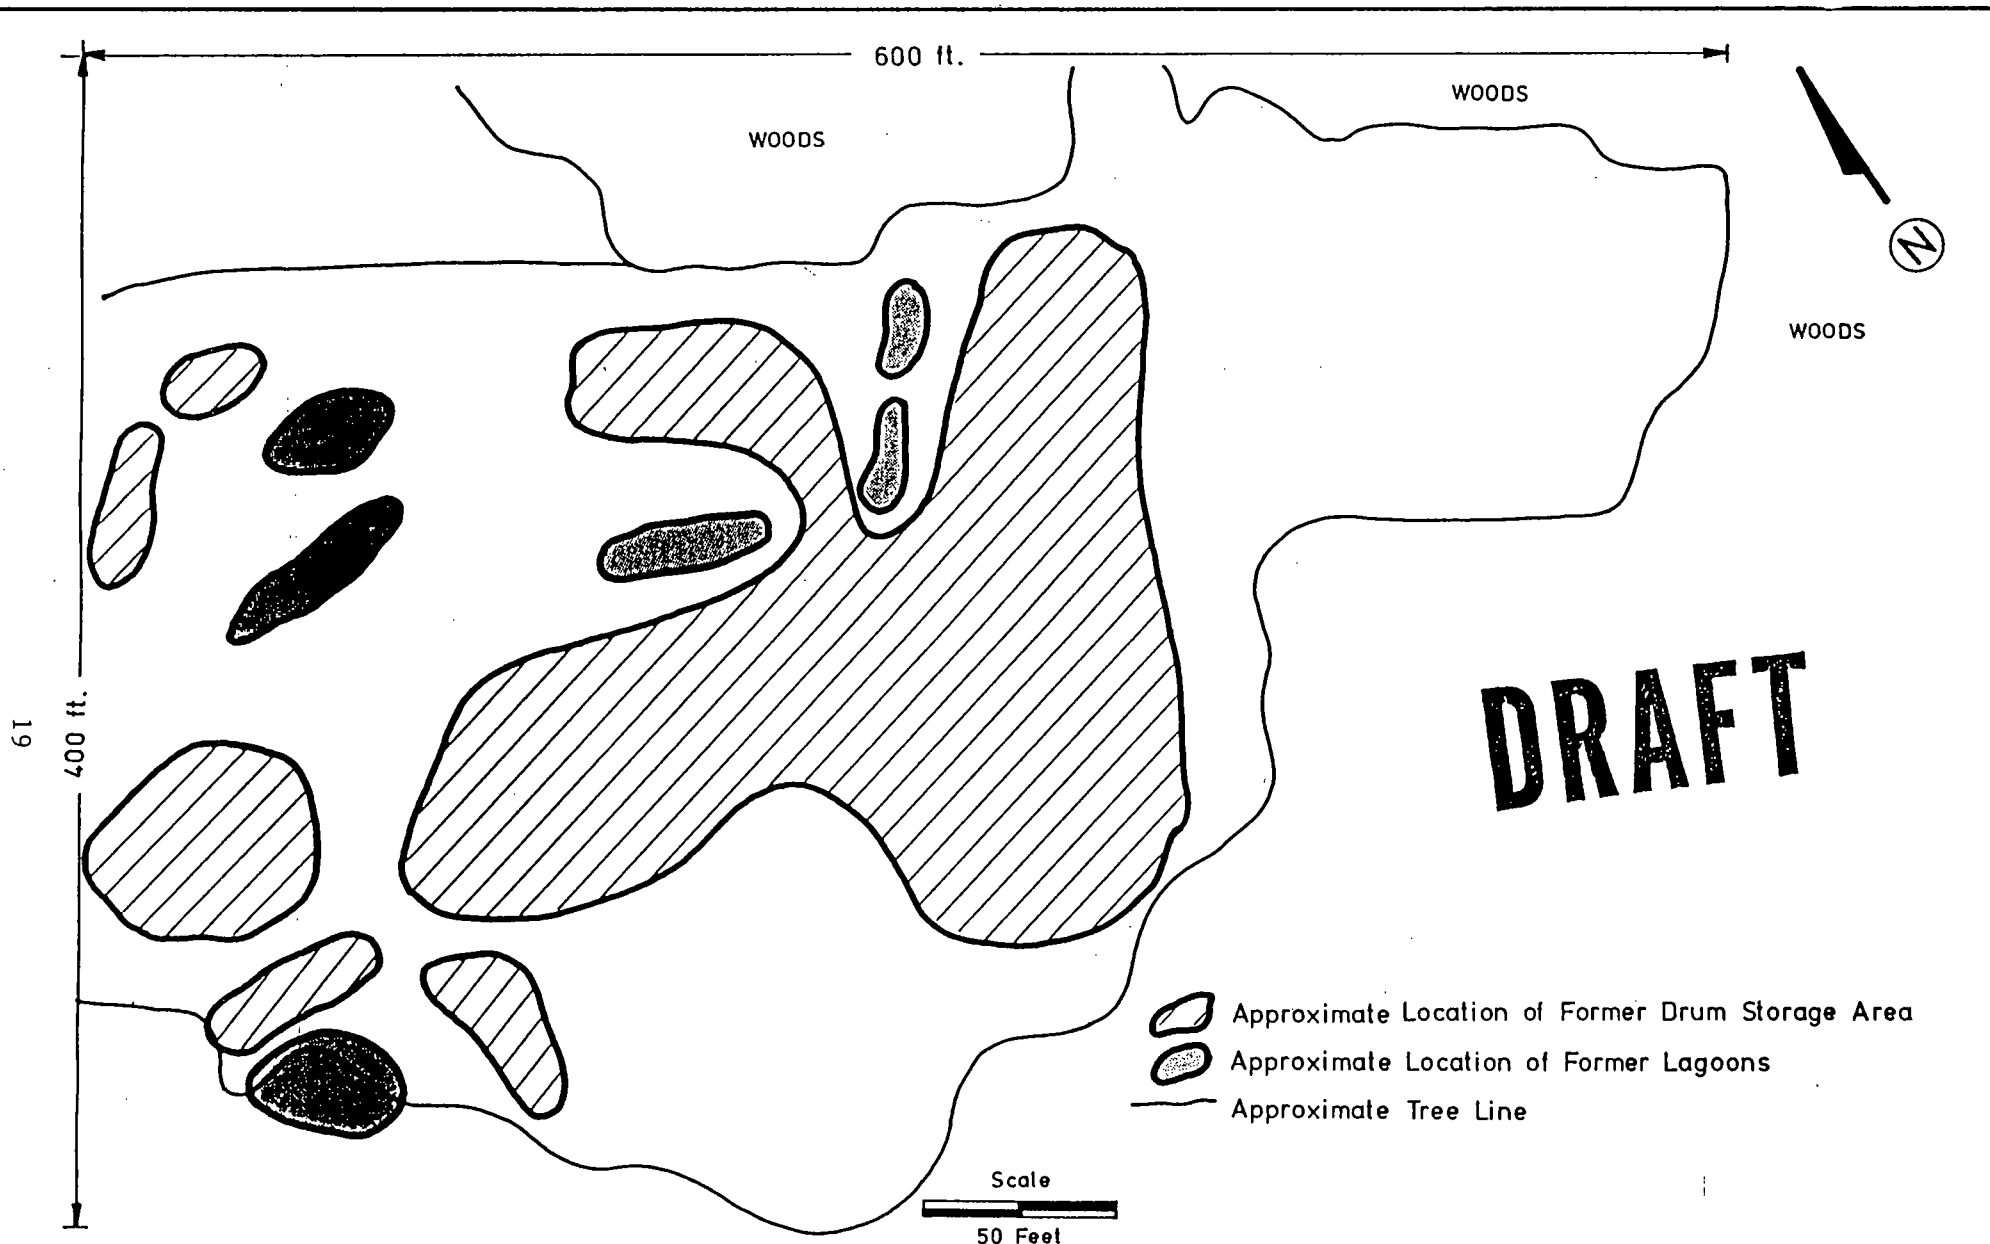 600 ft.
WOODS
WOODS
N
WOODS
400 ft.
19
DRAFT
Approximate Location of Former Drum Storage Area
Approximate Location of Former Lagoons
Approximate Tree Line
Scale
50 Feet